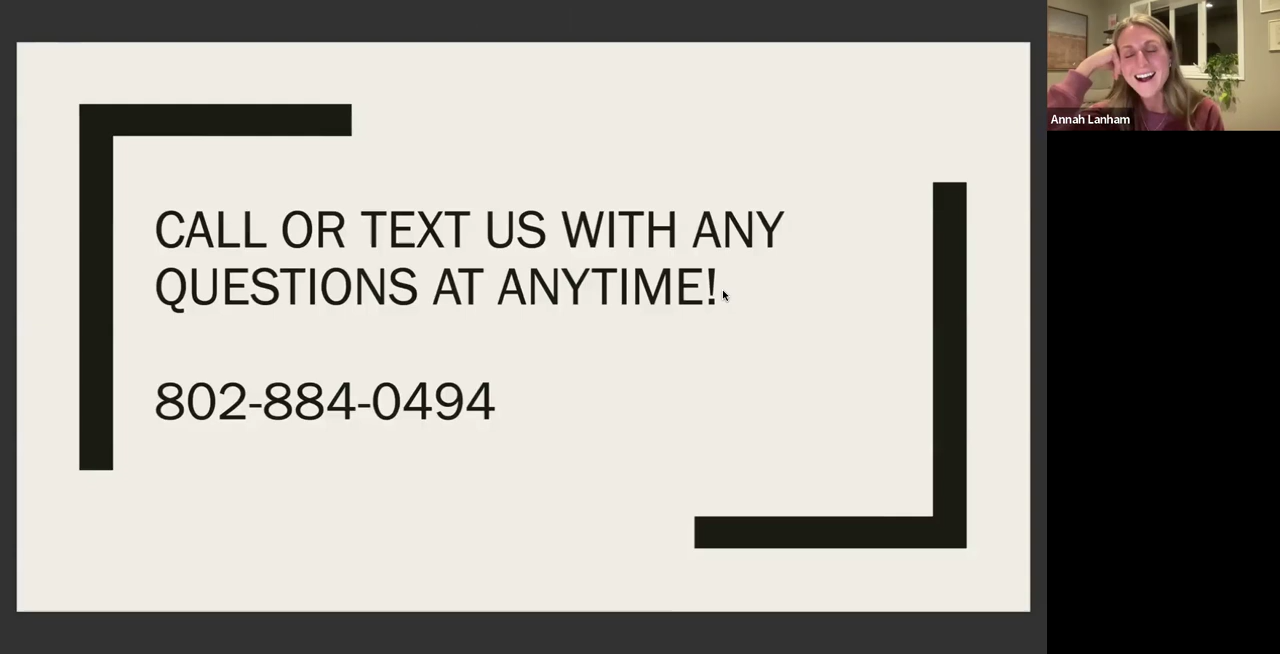 CALL OR TEXT US WITH ANY
QUESTIONS AT ANYTIME!
802-884-0494
Annah Lanham